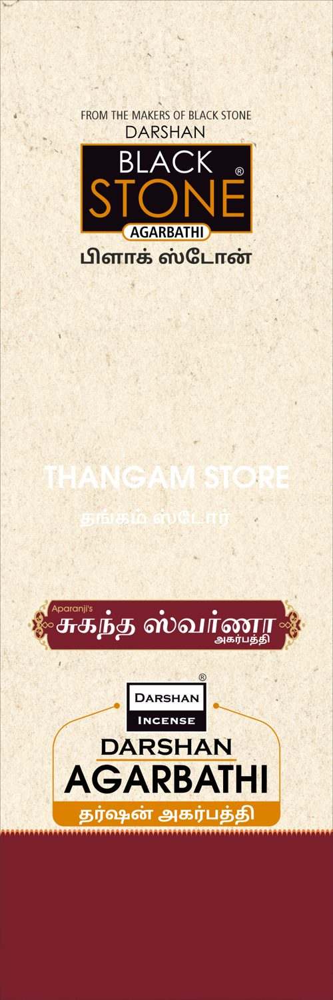 FROM THE MAKERS OF BLACK STONE
DARSHAN
BLACK
STONE®
AGARBATHI
பிளாக் ஸ்டோன்
THANGAM STORE
தங்கம் ஸ்டோர்
Aparanji's
சுகந்த ஸ்வர்ணா
அகர்பத்தி
®
DARSHAN
INCENSE
DARSHAN
AGARBATHI
தர்ஷன் அகர்பத்தி